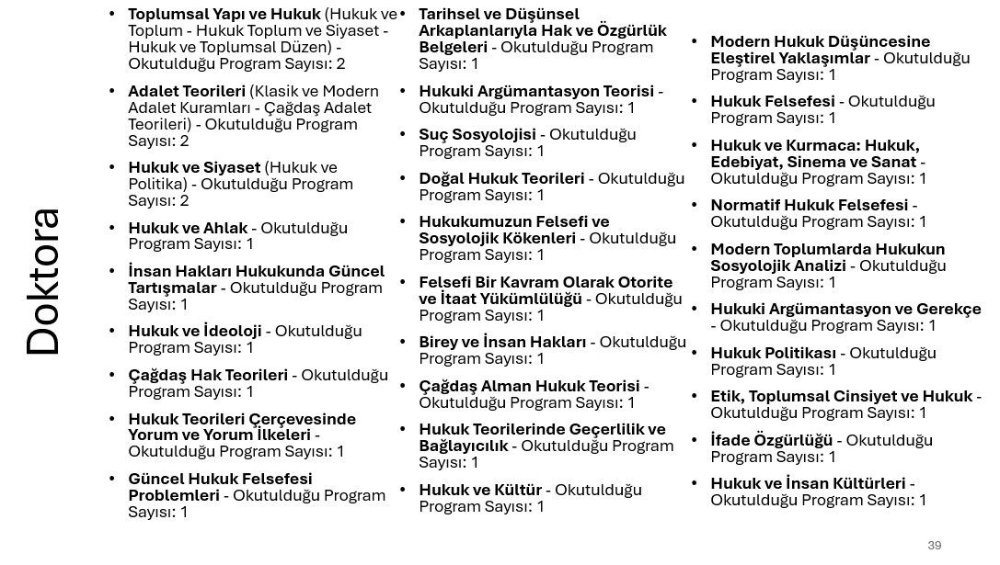 Doktora
• Toplumsal Yapı ve Hukuk (Hukuk ve
Toplum - Hukuk Toplum ve Siyaset -
Hukuk ve Toplumsal Düzen) -
Okutulduğu Program Sayısı: 2
• Adalet Teorileri (Klasik ve Modern
Adalet Kuramları - Çağdaş Adalet
Teorileri) - Okutulduğu Program
Sayısı: 2
• Hukuk ve Siyaset (Hukuk ve
Politika) - Okutulduğu Program
Sayısı: 2
• Hukuk ve Ahlak - Okutulduğu
Program Sayısı: 1
• İnsan Hakları Hukukunda Güncel
Tartışmalar - Okutulduğu Program
Sayısı: 1
• Hukuk ve İdeoloji - Okutulduğu
Program Sayısı: 1
• Çağdaş Hak Teorileri - Okutulduğu
Program Sayısı: 1
• Hukuk Teorileri Çerçevesinde
Yorum ve Yorum İlkeleri -
Okutulduğu Program Sayısı: 1
• Güncel Hukuk Felsefesi
Problemleri - Okutulduğu Program
Sayısı: 1
• Tarihsel ve Düşünsel
Arkaplanlarıyla Hak ve Özgürlük
Belgeleri - Okutulduğu Program
Sayısı: 1
• Hukuki Argümantasyon Teorisi -
Okutulduğu Program Sayısı: 1
• Suç Sosyolojisi - Okutulduğu
Program Sayısı: 1
• Doğal Hukuk Teorileri - Okutulduğu
Program Sayısı: 1
• Hukukumuzun Felsefi ve
Sosyolojik Kökenleri - Okutulduğu
Program Sayısı: 1
• Felsefi Bir Kavram Olarak Otorite
ve İtaat Yükümlülüğü - Okutulduğu
Program Sayısı: 1
• Birey ve İnsan Hakları - Okutulduğu
Program Sayısı: 1
• Çağdaş Alman Hukuk Teorisi -
Okutulduğu Program Sayısı: 1
• Hukuk Teorilerinde Geçerlilik ve
Bağlayıcılık - Okutulduğu Program
Sayısı: 1
• Hukuk ve Kültür - Okutulduğu
Program Sayısı: 1
• Modern Hukuk Düşüncesine
Eleştirel Yaklaşımlar - Okutulduğu
Program Sayısı: 1
• Hukuk Felsefesi - Okutulduğu
Program Sayısı: 1
• Hukuk ve Kurmaca: Hukuk,
Edebiyat, Sinema ve Sanat -
Okutulduğu Program Sayısı: 1
• Normatif Hukuk Felsefesi -
Okutulduğu Program Sayısı: 1
• Modern Toplumlarda Hukukun
Sosyolojik Analizi - Okutulduğu
Program Sayısı: 1
• Hukuki Argümantasyon ve Gerekçe
- Okutulduğu Program Sayısı: 1
• Hukuk Politikası - Okutulduğu
Program Sayısı: 1
• Etik, Toplumsal Cinsiyet ve Hukuk -
Okutulduğu Program Sayısı: 1
• İfade Özgürlüğü - Okutulduğu
Program Sayısı: 1
• Hukuk ve İnsan Kültürleri -
Okutulduğu Program Sayısı: 1
39